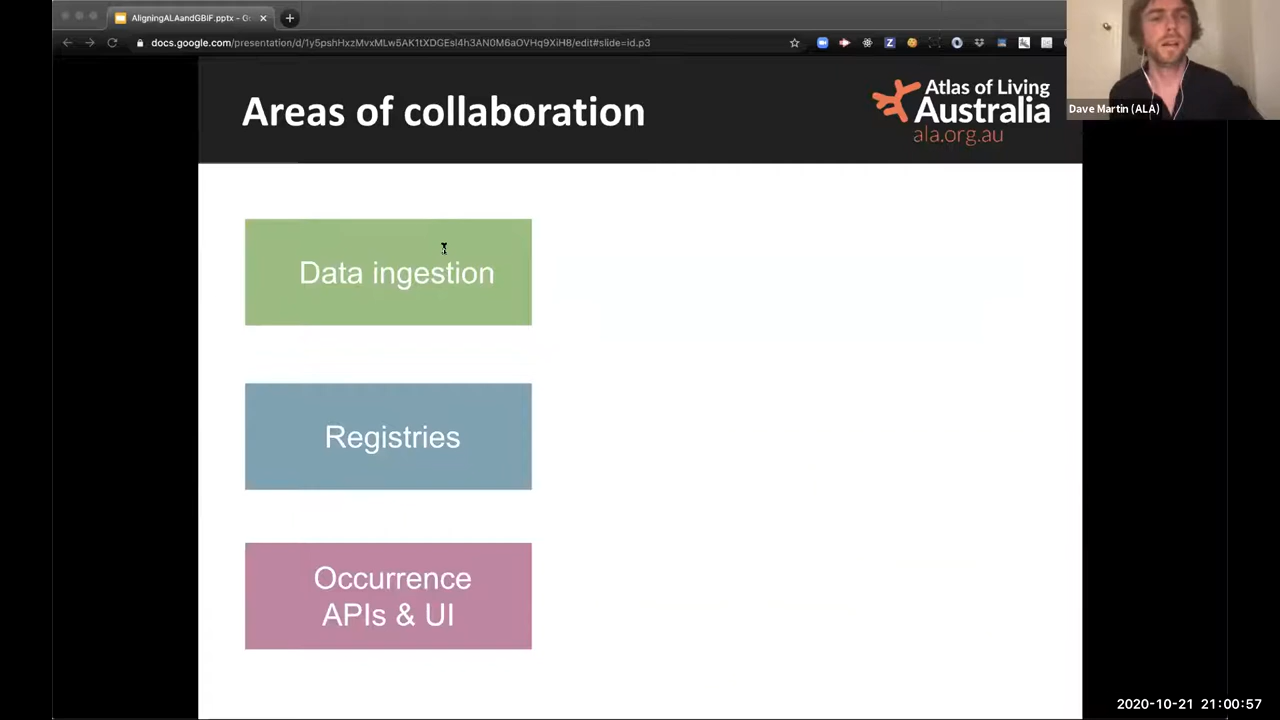 AligningALAandGBiF.pptx - G
docs.google.com/presentation/d/1y5pshHxzMvxMLw5AK1tXDGEsl4h3AN0M6aOVHq9XiH8/edit#slide=id.p3
Areas of collaboration
Atlas of Living
Australia
ala.org.au
Dave Martin (ALA)
Data ingestion
Registries
Occurrence
APIs & UI
2020-10-21 21:00:57